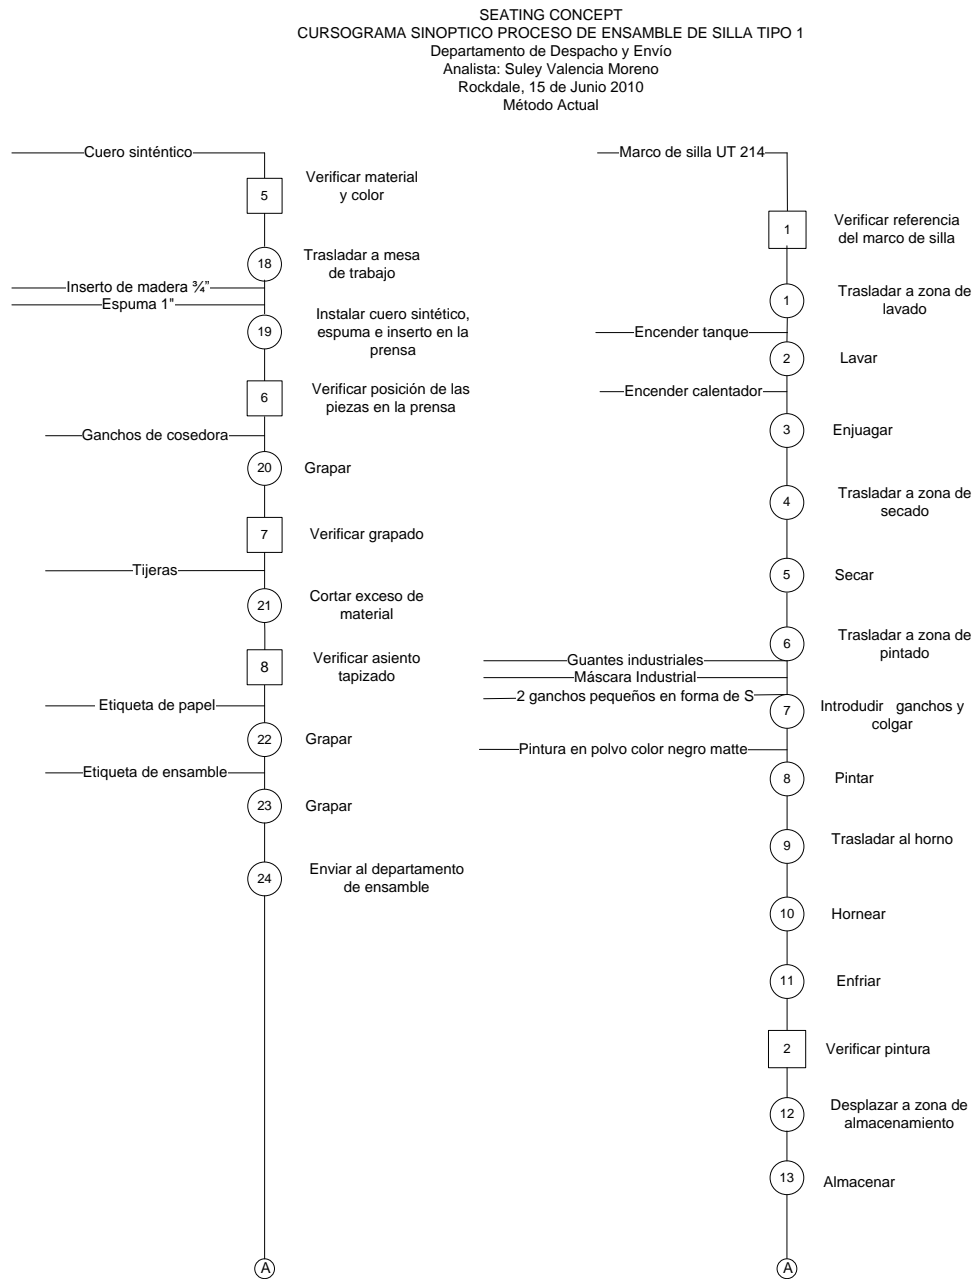 SEATING CONCEPT
CURSOGRAMA SINOPTICO PROCESO DE ENSAMBLE DE SILLA TIPO 1
Departamento de Despacho y Envío
Analista: Suley Valencia Moreno
Rockdale, 15 de Junio 2010
Método Actual
Cuero sinténtico
5
Verificar material
y color
18
Trasladar a mesa
de trabajo
Inserto de madera ¾”
Espuma 1"
19
Instalar cuero sintético,
espuma e inserto en la
prensa
6
Verificar posición de las
piezas en la prensa
Ganchos de cosedora
20
Grapar
7
Verificar grapado
Tijeras
21
Cortar exceso de
material
8
Verificar asiento
tapizado
Etiqueta de papel
22
Grapar
Etiqueta de ensamble
23
Grapar
24
Enviar al departamento
de ensamble
A
Marco de silla UT 214
1
Verificar referencia
del marco de silla
1
Trasladar a zona de
lavado
Encender tanque
2
Lavar
Encender calentador
3
Enjuagar
4
Trasladar a zona de
secado
5
Secar
6
Trasladar a zona de
pintado
Guantes industriales
Máscara Industrial
2 ganchos pequeños en forma de S
7
Introdudir ganchos y
colgar
Pintura en polvo color negro matte
8
Pintar
9
Trasladar al horno
10
Hornear
11
Enfriar
2
Verificar pintura
12
Desplazar a zona de
almacenamiento
13
Almacenar
A